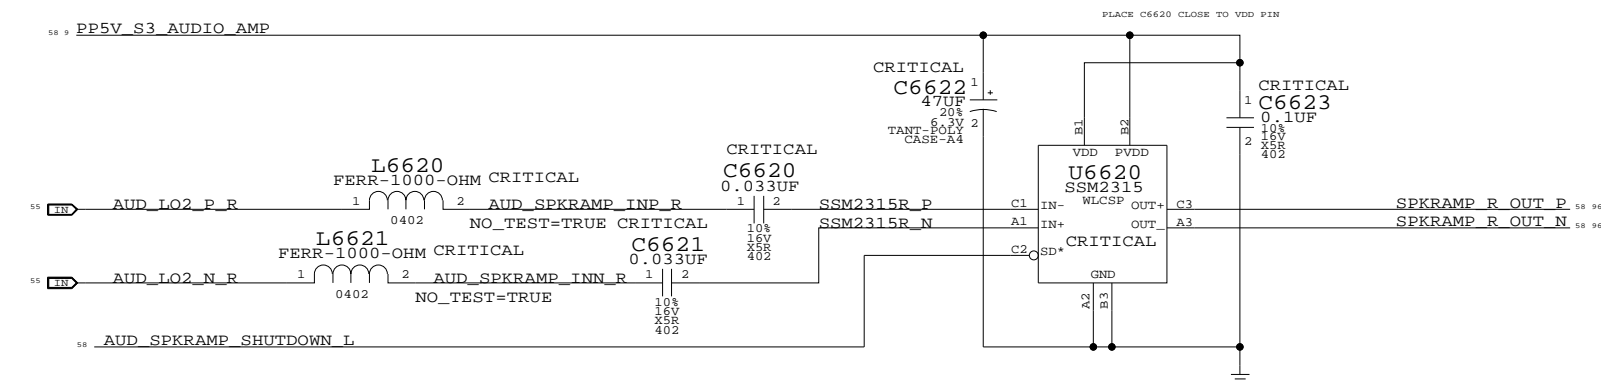 PLACE C6620 CLOSE TO VDD PIN
58 9 PP5V_S3_AUDIO_AMP
CRITICAL
C6622
47UF
20%
6.3V
TANT-POLY
CASE-A4
1
+
2
CRITICAL
C6623
0.1UF
10%
16V
X5R
402
1
2
B1
B2
VDD PVDD
U6620
SSM2315
WLCSP
CRITICAL
L6620
FERR-1000-OHM CRITICAL
1 2
0402
CRITICAL
C6620
0.033UF
1 2
10%
16V
X5R
402
55 IN AUD_LO2_P_R
AUD_SPKRAMP_INP_R
NO_TEST=TRUE
SSM2315R_P
C1 IN-
OUT+ C3
SPKRAMP_R_OUT_P 58 96
SSM2315R_N
A1 IN+
OUT_ A3
SPKRAMP_R_OUT_N 58 96
C2 SD*
L6621
FERR-1000-OHM CRITICAL
1 2
0402
CRITICAL
C6621
0.033UF
1 2
10%
16V
X5R
402
55 IN AUD_LO2_N_R
AUD_SPKRAMP_INN_R
NO_TEST=TRUE
GND
A2
B3
58 AUD_SPKRAMP_SHUTDOWN_L